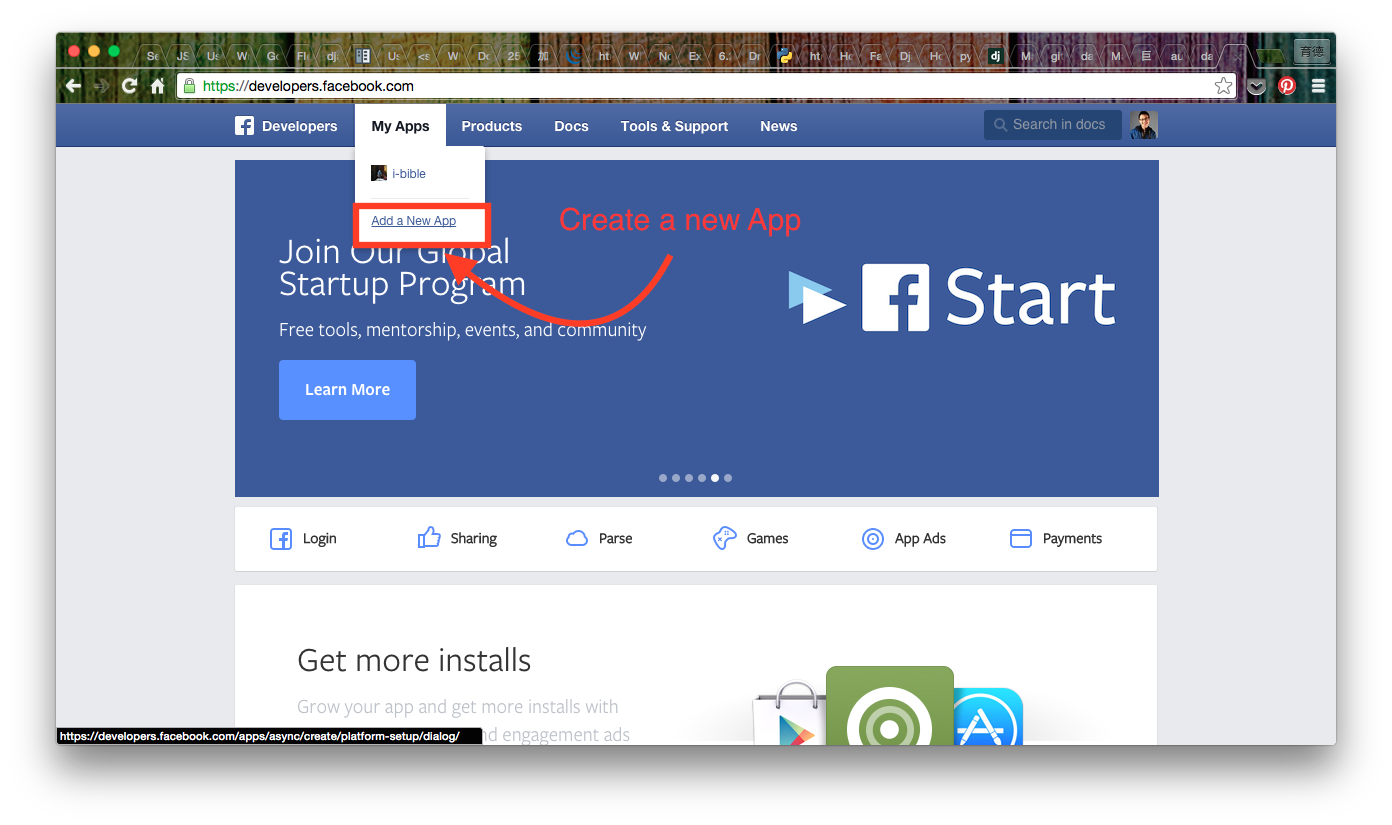 Se
JS
Us
W
Go
Flo
dj
Us
<s
W
Do
25
加
ht
Wh
No
Ex
6.
Dr
ht
Ho
Fa
Dj
Ho
py
dj
M
gi
da
M
巨
au
da
育德
https://developers.facebook.com
Developers
My Apps
Products
Docs
Tools & Support
News
Search in docs
i-bible
Add a New App
Create a new App
Join Our Global
Startup Program
Free tools, mentorship, events, and community
Learn More
Start
Login
Sharing
Parse
Games
App Ads
Payments
Get more installs
Grow your app and get more installs with
nd engagement ads
https://developers.facebook.com/apps/async/create/platform-setup/dialog/